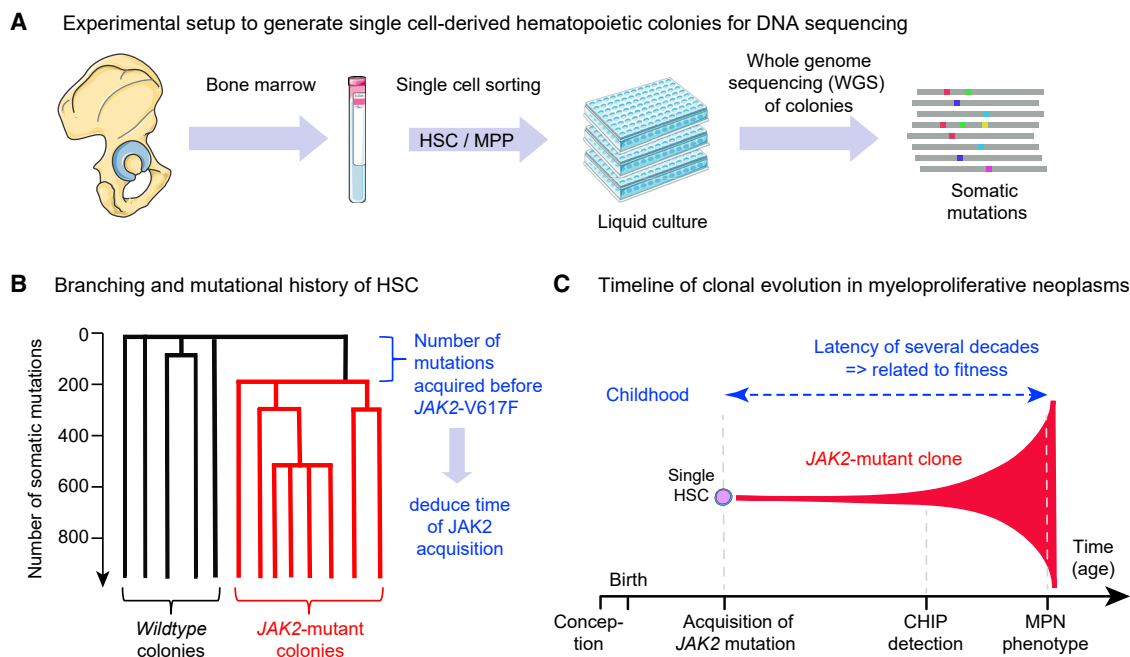 A Experimental setup to generate single cell-derived hematopoietic colonies for DNA sequencing
Bone marrow
Single cell sorting
HSC / MPP
Liquid culture
Whole genome
sequencing (WGS)
of colonies
Somatic
mutations
B Branching and mutational history of HSC
Number of somatic mutations
0
200
400
600
800
Number of
mutations
acquired before
JAK2-V617F
deduce time
of JAK2
acquisition
Wildtype
colonies
JAK2-mutant
colonies
C Timeline of clonal evolution in myeloproliferative neoplasms
Latency of several decades
=> related to fitness
Childhood
JAK2-mutant clone
Single
HSC
Time
(age)
Birth
Concep-
tion
Acquisition of
JAK2 mutation
CHIP
detection
MPN
phenotype